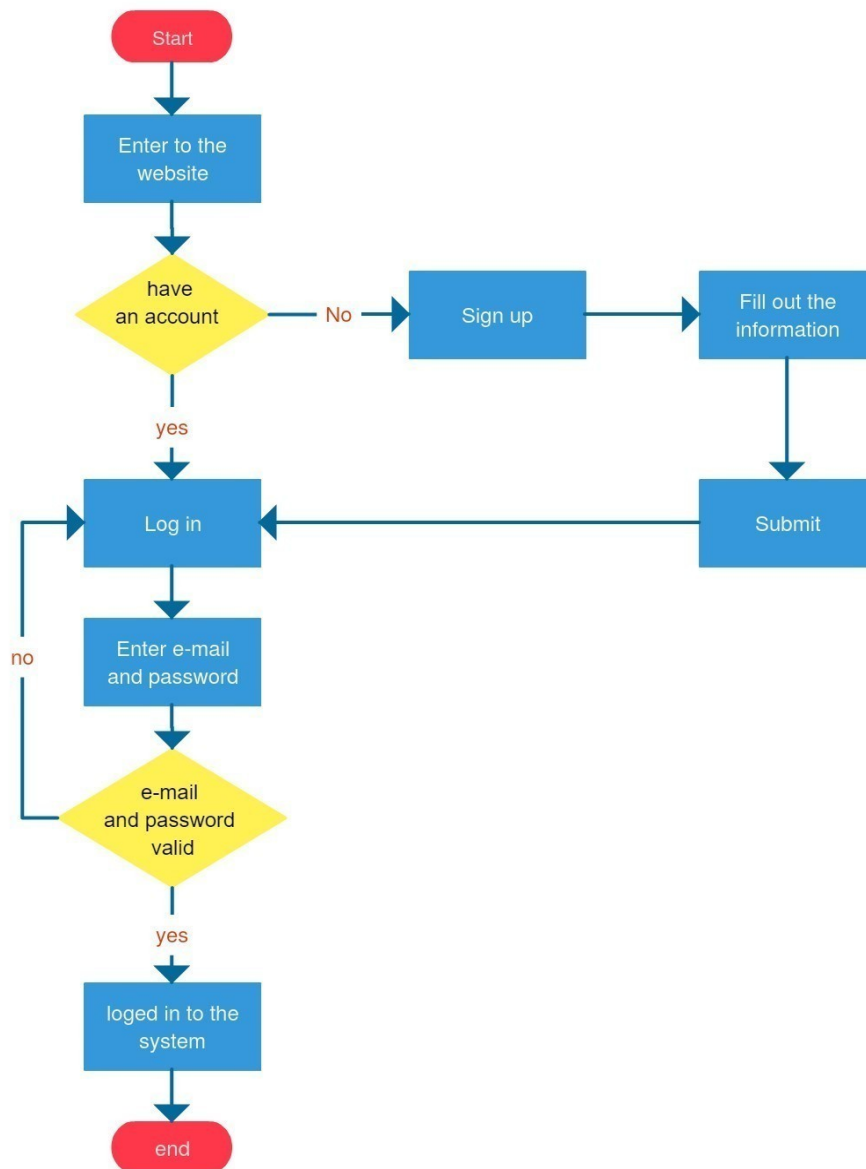 Start
Enter to the
website
have
an account
No
Sign up
Fill out the
information
yes
Log in
Submit
Enter e-mail
and password
no
e-mail
and password
valid
yes
loged in to the
system
end